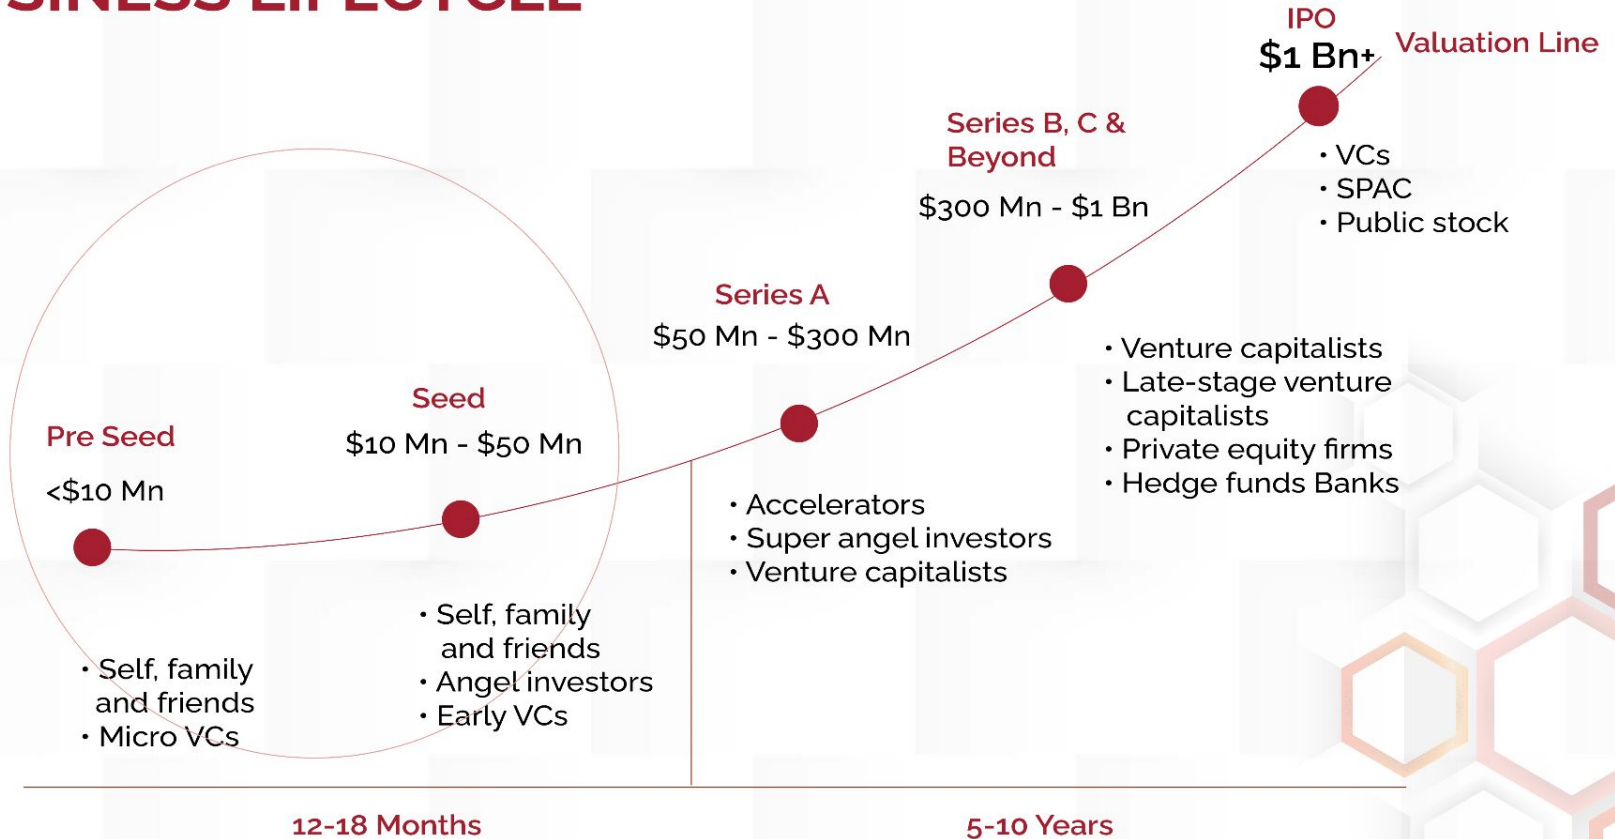 SINESS LIFECYCLE
IPO
$1 Bn+
Valuation Line
• VCs
• SPAC
• Public stock
Series B, C &
Beyond
$300 Mn - $1 Bn
• Venture capitalists
• Late-stage venture
capitalists
• Private equity firms
• Hedge funds Banks
Series A
$50 Mn - $300 Mn
• Accelerators
• Super angel investors
• Venture capitalists
Seed
$10 Mn - $50 Mn
• Self, family
and friends
• Angel investors
• Early VCs
Pre Seed
<$10 Mn
• Self, family
and friends
• Micro VCs
12-18 Months
5-10 Years